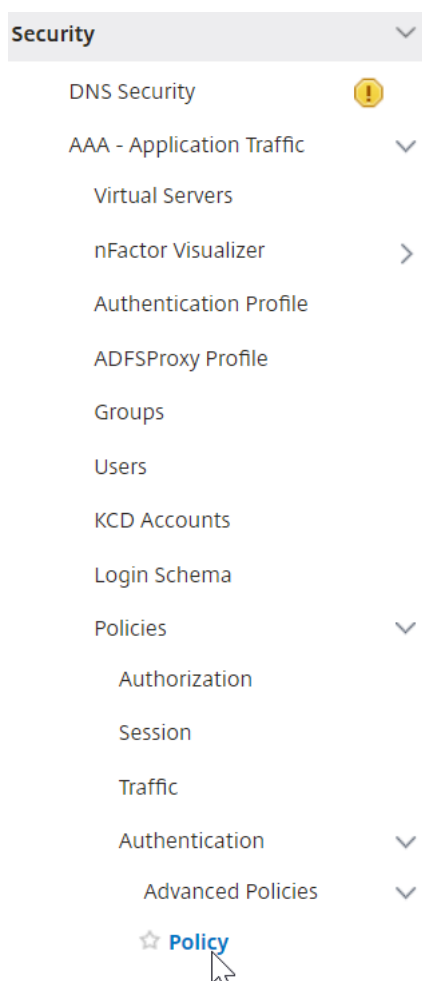 Security
DNS Security
AAA - Application Traffic
Virtual Servers
nFactor Visualizer
Authentication Profile
ADFSProxy Profile
Groups
Users
KCD Accounts
Login Schema
Policies
Authorization
Session
Traffic
Authentication
Advanced Policies
Policy